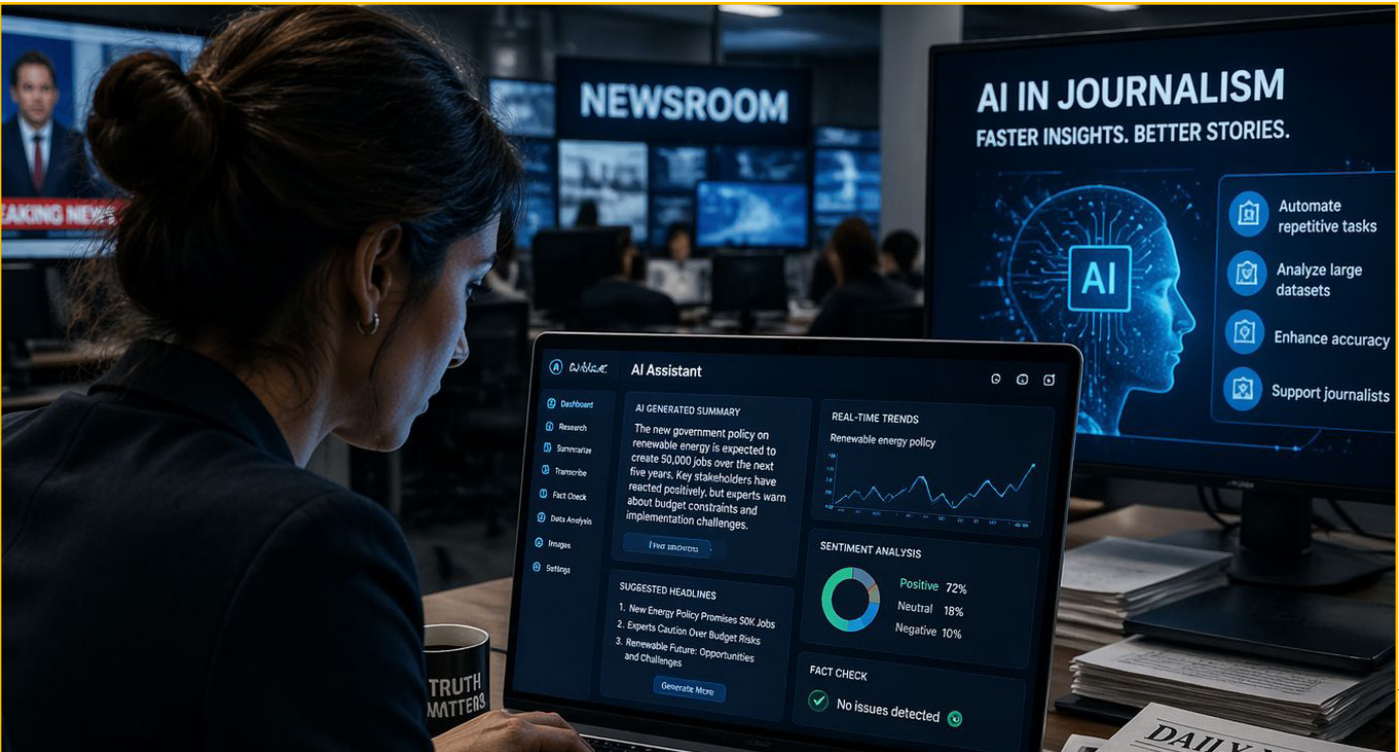 EAKING NEWS
NEWSROOM
AI IN JOURNALISM
FASTER INSIGHTS. BETTER STORIES.
AI
Automate
repetitive tasks
Analyze large
datasets
Enhance accuracy
Support journalists
AI Assistant
Dashboard
Research
Summarize
Transcribe
Fact Check
Data Analysis
Images
Settings
AI GENERATED SUMMARY
The new government policy on
renewable energy is expected to
create 50,000 jobs over the next
five years. Key stakeholders have
reacted positively, but experts warn
about budget constraints and
implementation challenges.
SUGGESTED HEADLINES
1. New Energy Policy Promises 50K Jobs
2. Experts Caution Over Budget Risks
3. Renewable Future: Opportunities
and Challenges
Generate More
REAL-TIME TRENDS
Renewable energy policy
SENTIMENT ANALYSIS
Positive 72%
Neutral 18%
Negative 10%
FACT CHECK
No issues detected
TRUTH
MATTERS
DAILY